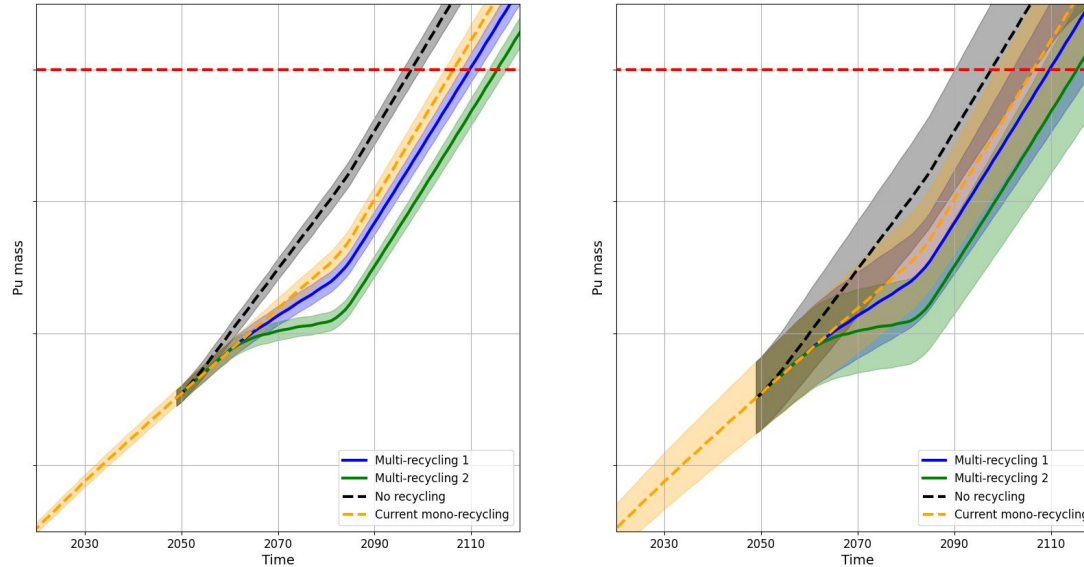 Pu mass
2030
2050
2070
2090
2110
Time
Multi-recycling 1
Multi-recycling 2
No recycling
Current mono-recycling
Pu mass
2030
2050
2070
2090
2110
Time
Multi-recycling 1
Multi-recycling 2
No recycling
Current mono-recycling